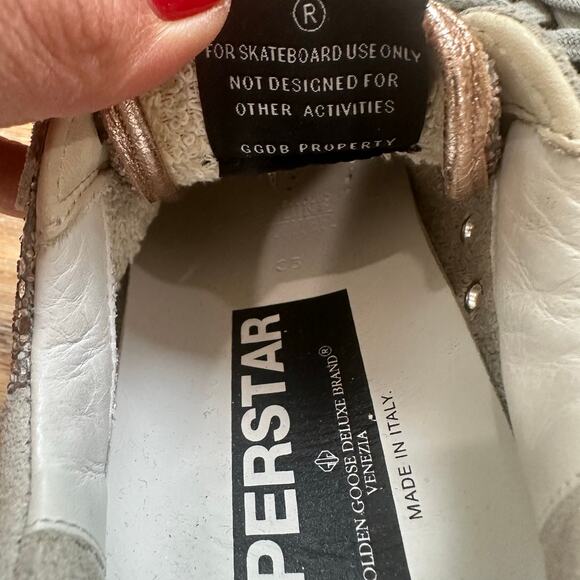 ®
FOR SKATEBOARD USE ONLY
NOT DESIGNED FOR
OTHER ACTIVITIES
GGDB PROPERTY
PERSTAR
OLDEN GOOSE DELUXE BRAND®
VENEZIA
MADE IN ITALY.